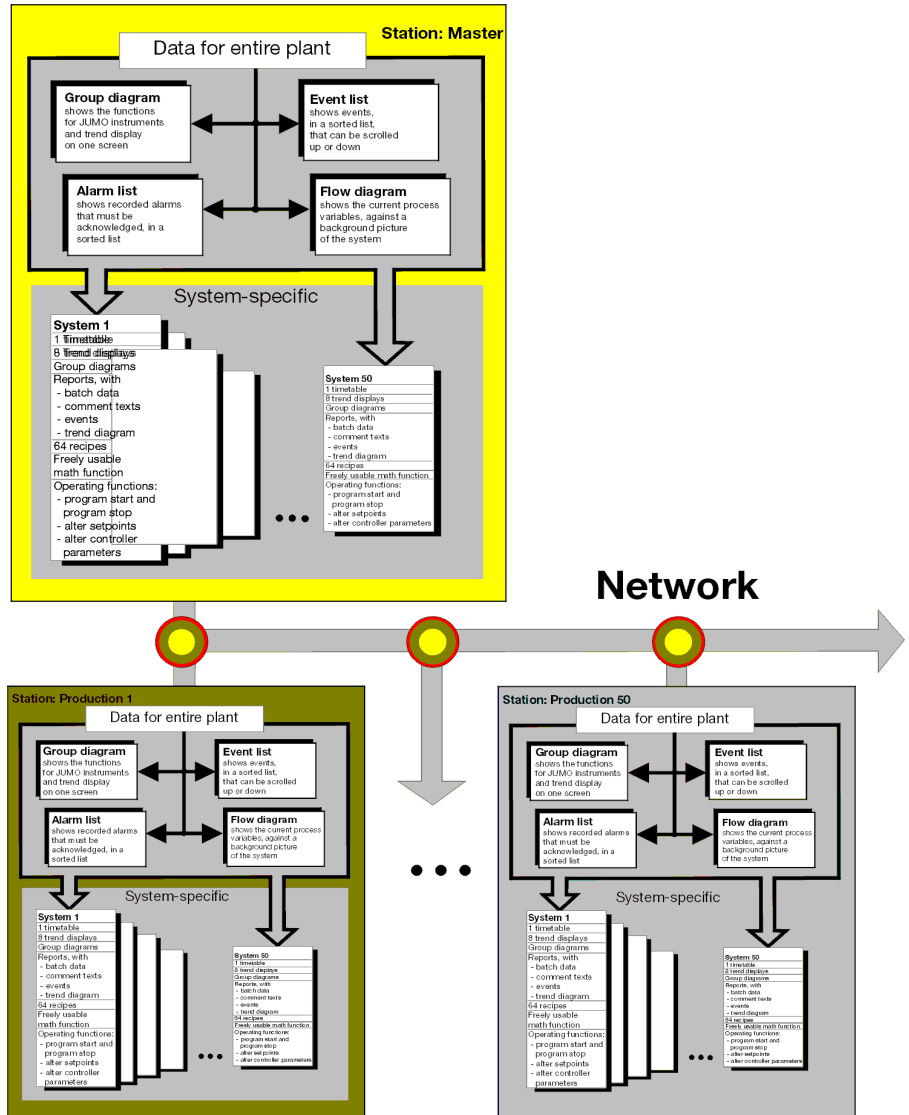 Station: Master
Data for entire plant
Group diagram
shows the functions
for JUMO instruments
and trend display
on one screen
Event list
shows events,
in a sorted list,
that can be scrolled
up or down
Alarm list
shows recorded alarms
that must be
acknowledged, in a
sorted list
Flow diagram
shows the current process
variables, against a
background picture
of the system
System-specific
System 1
1 Timetable
8 trend displays
Group diagrams
Reports, with
- batch data
- comment texts
- events
- trend diagram
64 recipes
Freely usable
math function
Operating functions:
- program start and
program stop
- alter setpoints
- alter controller
parameters
System 50
1 timetable
8 trend displays
Group diagrams
Reports, with
- batch data
- comment texts
- events
- trend diagram
64 recipes
Freely usable math function
Operating functions:
- program start and
program stop
- alter setpoints
- alter controller parameters
Network
Station: Production 1
Data for entire plant
Group diagram
shows the functions
for JUMO instruments
and trend display
on one screen
Event list
shows events,
in a sorted list,
that can be scrolled
up or down
Alarm list
shows recorded alarms
that must be
acknowledged, in a
sorted list
Flow diagram
shows the current process
variables, against a
background picture
of the system
System-specific
System 1
1 timetable
8 trend displays
Group diagrams
Reports, with
- batch data
- comment texts
- events
- trend diagram
64 recipes
Freely usable
math function
Operating functions:
- program start and
program stop
- alter setpoints
- alter controller
parameters
System 50
1 timetable
8 trend displays
Group diagrams
Reports, with
- batch data
- comment texts
- events
- trend diagram
64 recipes
Freely usable math function
Operating functions:
- program start and
program stop
- alter setpoints
- alter controller parameters
Station: Production 50
Data for entire plant
Group diagram
shows the functions
for JUMO instruments
and trend display
on one screen
Event list
shows events,
in a sorted list,
that can be scrolled
up or down
Alarm list
shows recorded alarms
that must be
acknowledged, in a
sorted list
Flow diagram
shows the current process
variables, against a
background picture
of the system
System-specific
System 1
1 timetable
8 trend displays
Group diagrams
Reports, with
- batch data
- comment texts
- events
- trend diagram
64 recipes
Freely usable
math function
Operating functions:
- program start and
program stop
- alter setpoints
- alter controller
parameters
System 50
1 timetable
8 trend displays
Group diagrams
Reports, with
- batch data
- comment texts
- events
- trend diagram
64 recipes
Freely usable math function
Operating functions:
- program start and
program stop
- alter setpoints
- alter controller parameters